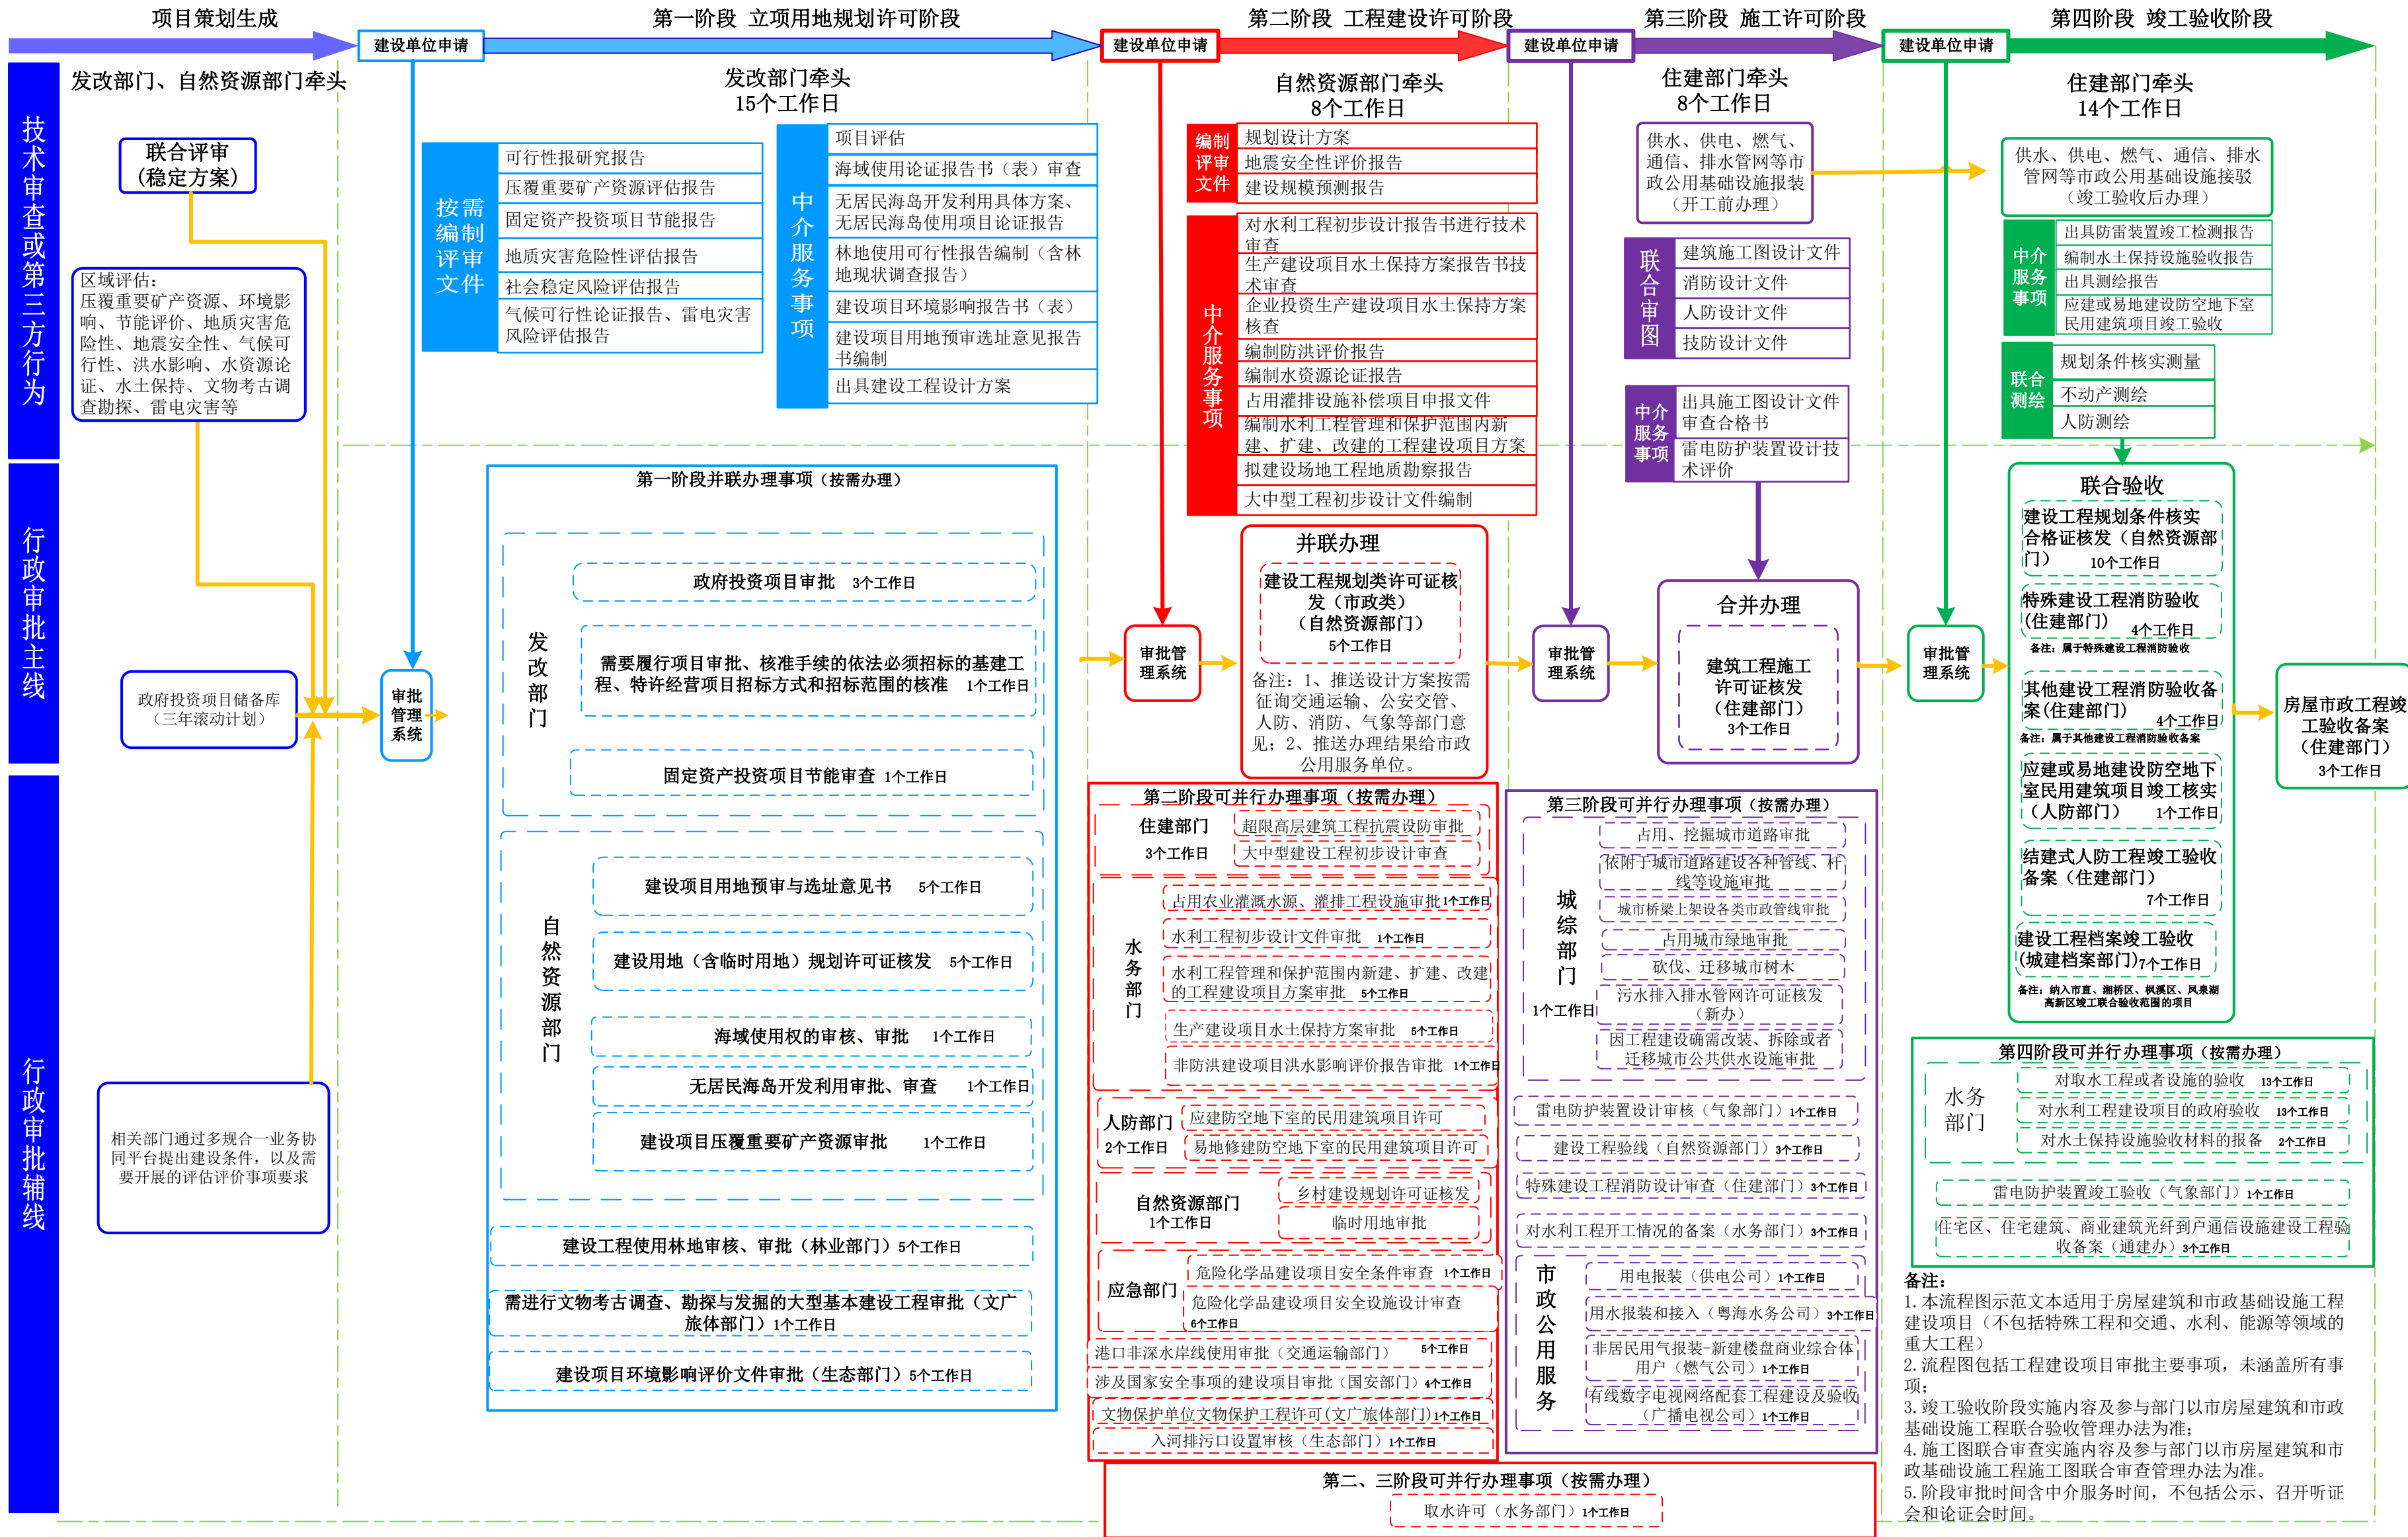 项目策划生成
第一阶段 立项用地规划许可阶段
第二阶段 工程建设许可阶段
第三阶段 施工许可阶段
第四阶段 竣工验收阶段
建设单位申请
建设单位申请
建设单位申请
建设单位申请
技术审查或第三方行为
行政审批主线
行政审批辅线
发改部门、自然资源部门牵头
联合评审
(稳定方案)
区域评估:
压覆重要矿产资源、环境影
响、节能评价、地质灾害危
险性、地震安全性、气候可
行性、洪水影响、水资源论
证、水土保持、文物考古调
查勘探、雷电灾害等
政府投资项目储备库
（三年滚动计划）
相关部门通过多规合一业务协
同平台提出建设条件, 以及需
要开展的评估评价事项要求
发改部门牵头
15个工作日
按需编制评审文件
可行性报研究报告
压覆重要矿产资源评估报告
固定资产投资项目节能报告
地质灾害危险性评估报告
社会稳定风险评估报告
气候可行性论证报告、雷电灾害
风险评估报告
中介服务事项
项目评估
海域使用论证报告书（表）审查
无居民海岛开发利用具体方案、
无居民海岛使用项目论证报告
林地使用可行性报告编制（含林
地现状调查报告）
建设项目环境影响报告书（表）
建设项目用地预审选址意见报告
书编制
出具建设工程设计方案
审批
管理
系统
第一阶段并联办理事项（按需办理）
发改部门
政府投资项目审批 3个工作日
需要履行项目审批、核准手续的依法必须招标的基建工
程、特许经营项目招标方式和招标范围的核准 1个工作日
固定资产投资项目节能审查 1个工作日
自然资源部门
建设项目用地预审与选址意见书 5个工作日
建设用地（含临时用地）规划许可证核发 5个工作日
海域使用权的审核、审批 1个工作日
无居民海岛开发利用审批、审查 1个工作日
建设项目压覆重要矿产资源审批 1个工作日
建设工程使用林地审核、审批（林业部门）5个工作日
需进行文物考古调查、勘探与发掘的大型基本建设工程审批（文广
旅体部门）1个工作日
建设项目环境影响评价文件审批（生态部门）5个工作日
自然资源部门牵头
8个工作日
编制
评审
文件
规划设计方案
地震安全性评价报告
建设规模预测报告
中介服务事项
对水利工程初步设计报告书进行技术
审查
生产建设项目水土保持方案报告书技
术审查
企业投资生产建设项目水土保持方案
核查
编制防洪评价报告
编制水资源论证报告
占用灌排设施补偿项目申报文件
编制水利工程管理和保护范围内新
建、扩建、改建的工程建设项目方案
拟建设场地工程地质勘察报告
大中型工程初步设计文件编制
审批管
理系统
并联办理
建设工程规划类许可证核
发（市政类）
（自然资源部门）
5个工作日
备注: 1、推送设计方案按需
征询交通运输、公安交管、
人防、消防、气象等部门意
见; 2、推送办理结果给市政
公用服务单位。
第二阶段可并行办理事项（按需办理）
住建部门
3个工作日
超限高层建筑工程抗震设防审批
大中型建设工程初步设计审查
水务部门
占用农业灌溉水源、灌排工程设施审批1个工作日
水利工程初步设计文件审批 1个工作日
水利工程管理和保护范围内新建、扩建、改建
的工程建设项目方案审批 5个工作日
生产建设项目水土保持方案审批 5个工作日
非防洪建设项目洪水影响评价报告审批 1个工作日
人防部门
2个工作日
应建防空地下室的民用建筑项目许可
易地修建防空地下室的民用建筑项目许可
自然资源部门
1个工作日
乡村建设规划许可证核发
临时用地审批
应急部门
危险化学品建设项目安全条件审查 1个工作日
危险化学品建设项目安全设施设计审查
6个工作日
港口非深水岸线使用审批（交通运输部门） 5个工作日
涉及国家安全事项的建设项目审批（国安部门）4个工作日
文物保护单位文物保护工程许可(文广旅体部门)1个工作日
入河排污口设置审核（生态部门）1个工作日
第二、三阶段可并行办理事项（按需办理）
取水许可（水务部门）1个工作日
住建部门牵头
8个工作日
供水、供电、燃气、
通信、排水管网等市
政公用基础设施报装
（开工前办理）
联合审图
建筑施工图设计文件
消防设计文件
人防设计文件
技防设计文件
中介
服务
事项
出具施工图设计文件
审查合格书
雷电防护装置设计技
术评价
审批管
理系统
合并办理
建筑工程施工
许可证核发
（住建部门）
3个工作日
第三阶段可并行办理事项（按需办理）
城综部门
1个工作日
占用、挖掘城市道路审批
依附于城市道路建设各种管线、杆
线等设施审批
城市桥梁上架设各类市政管线审批
占用城市绿地审批
砍伐、迁移城市树木
污水排入排水管网许可证核发
（新办）
因工程建设确需改装、拆除或者
迁移城市公共供水设施审批
雷电防护装置设计审核（气象部门）1个工作日
建设工程验线（自然资源部门）3个工作日
特殊建设工程消防设计审查（住建部门）3个工作日
对水利工程开工情况的备案（水务部门）3个工作日
市政公用服务
用电报装（供电公司）1个工作日
用水报装和接入（粤海水务公司）3个工作日
非居民用气报装-新建楼盘商业综合体
用户（燃气公司）1个工作日
有线数字电视网络配套工程建设及验收
（广播电视公司）1个工作日
住建部门牵头
14个工作日
供水、供电、燃气、通信、排水
管网等市政公用基础设施接驳
（竣工验收后办理）
中介
服务
事项
出具防雷装置竣工检测报告
编制水土保持设施验收报告
出具测绘报告
应建或易地建设防空地下室
民用建筑项目竣工验收
联合
测绘
规划条件核实测量
不动产测绘
人防测绘
审批管
理系统
联合验收
建设工程规划条件核实
合格证核发（自然资源部
门） 10个工作日
特殊建设工程消防验收
(住建部门) 4个工作日
备注：属于特殊建设工程消防验收
其他建设工程消防验收备
案(住建部门) 4个工作日
备注：属于其他建设工程消防验收备案
应建或易地建设防空地下
室民用建筑项目竣工核实
（人防部门） 1个工作日
结建式人防工程竣工验收
备案（住建部门）
7个工作日
建设工程档案竣工验收
(城建档案部门)7个工作日
备注：纳入市直、湘桥区、枫溪区、凤泉湖
高新区竣工联合验收范围的项目
房屋市政工程竣
工验收备案
（住建部门）
3个工作日
第四阶段可并行办理事项（按需办理）
水务
部门
对取水工程或者设施的验收 13个工作日
对水利工程建设项目的政府验收 13个工作日
对水土保持设施验收材料的报备 2个工作日
雷电防护装置竣工验收（气象部门）1个工作日
住宅区、住宅建筑、商业建筑光纤到户通信设施建设工程验
收备案（通建办）3个工作日
备注:
1.本流程图示范文本适用于房屋建筑和市政基础设施工程
建设项目（不包括特殊工程和交通、水利、能源等领域的
重大工程）
2.流程图包括工程建设项目审批主要事项, 未涵盖所有事
项;
3.竣工验收阶段实施内容及参与部门以市房屋建筑和市政
基础设施工程联合验收管理办法为准;
4.施工图联合审查实施内容及参与部门以市房屋建筑和市
政基础设施工程施工图联合审查管理办法为准。
5.阶段审批时间含中介服务时间, 不包括公示、召开听证
会和论证会时间。